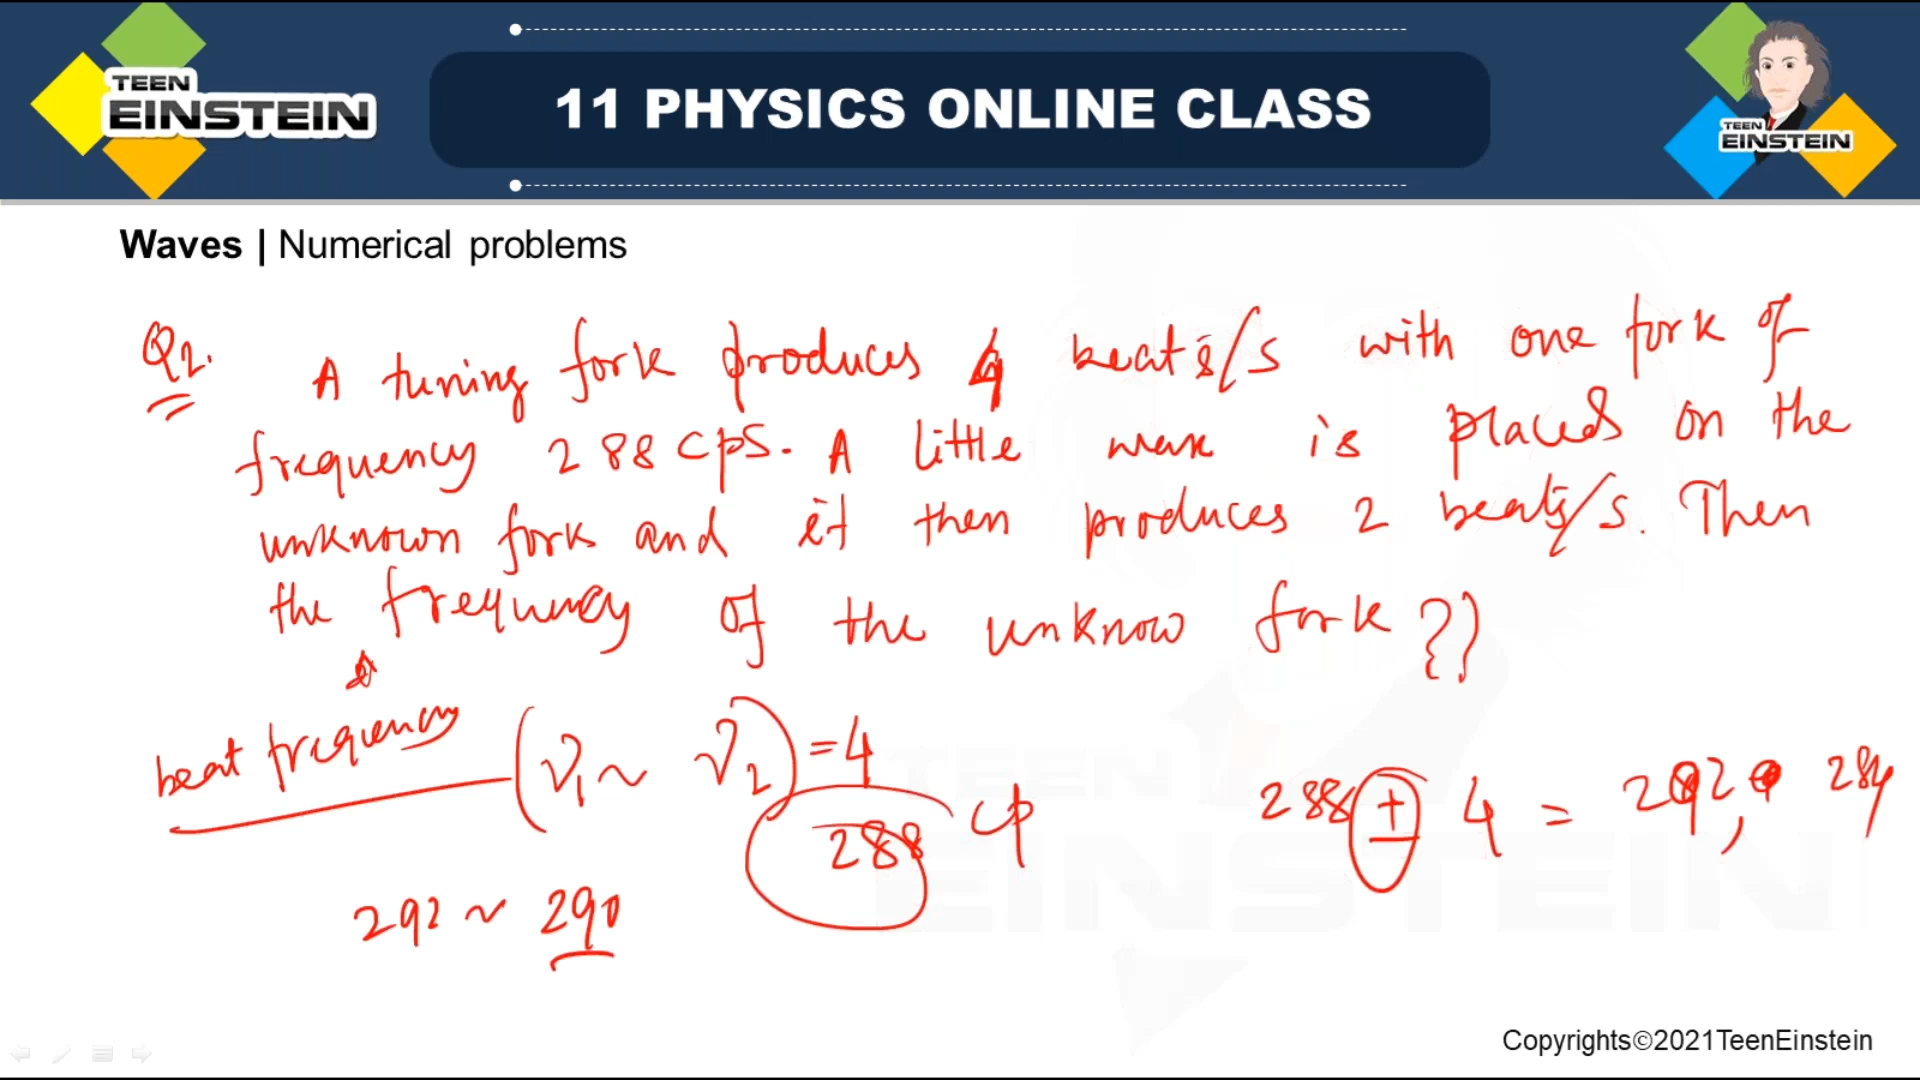 TEEN
EINSTEIN
11 PHYSICS ONLINE CLASS
TEEN
EINSTEIN
Waves | Numerical problems
Q2. A tuning fork produces 4 beats/s with one fork of
frequency 288 cps. A little wax is placed on the
unknown fork and it then produces 2 beats/s. Then
the frequency of the unknow fork ??
beat frequency (ν1 ~ ν2) = 4
288 cp
288 ± 4 = 292, 284
292 ~ 290
TEEN
EINSTEIN
Copyrights©2021TeenEinstein